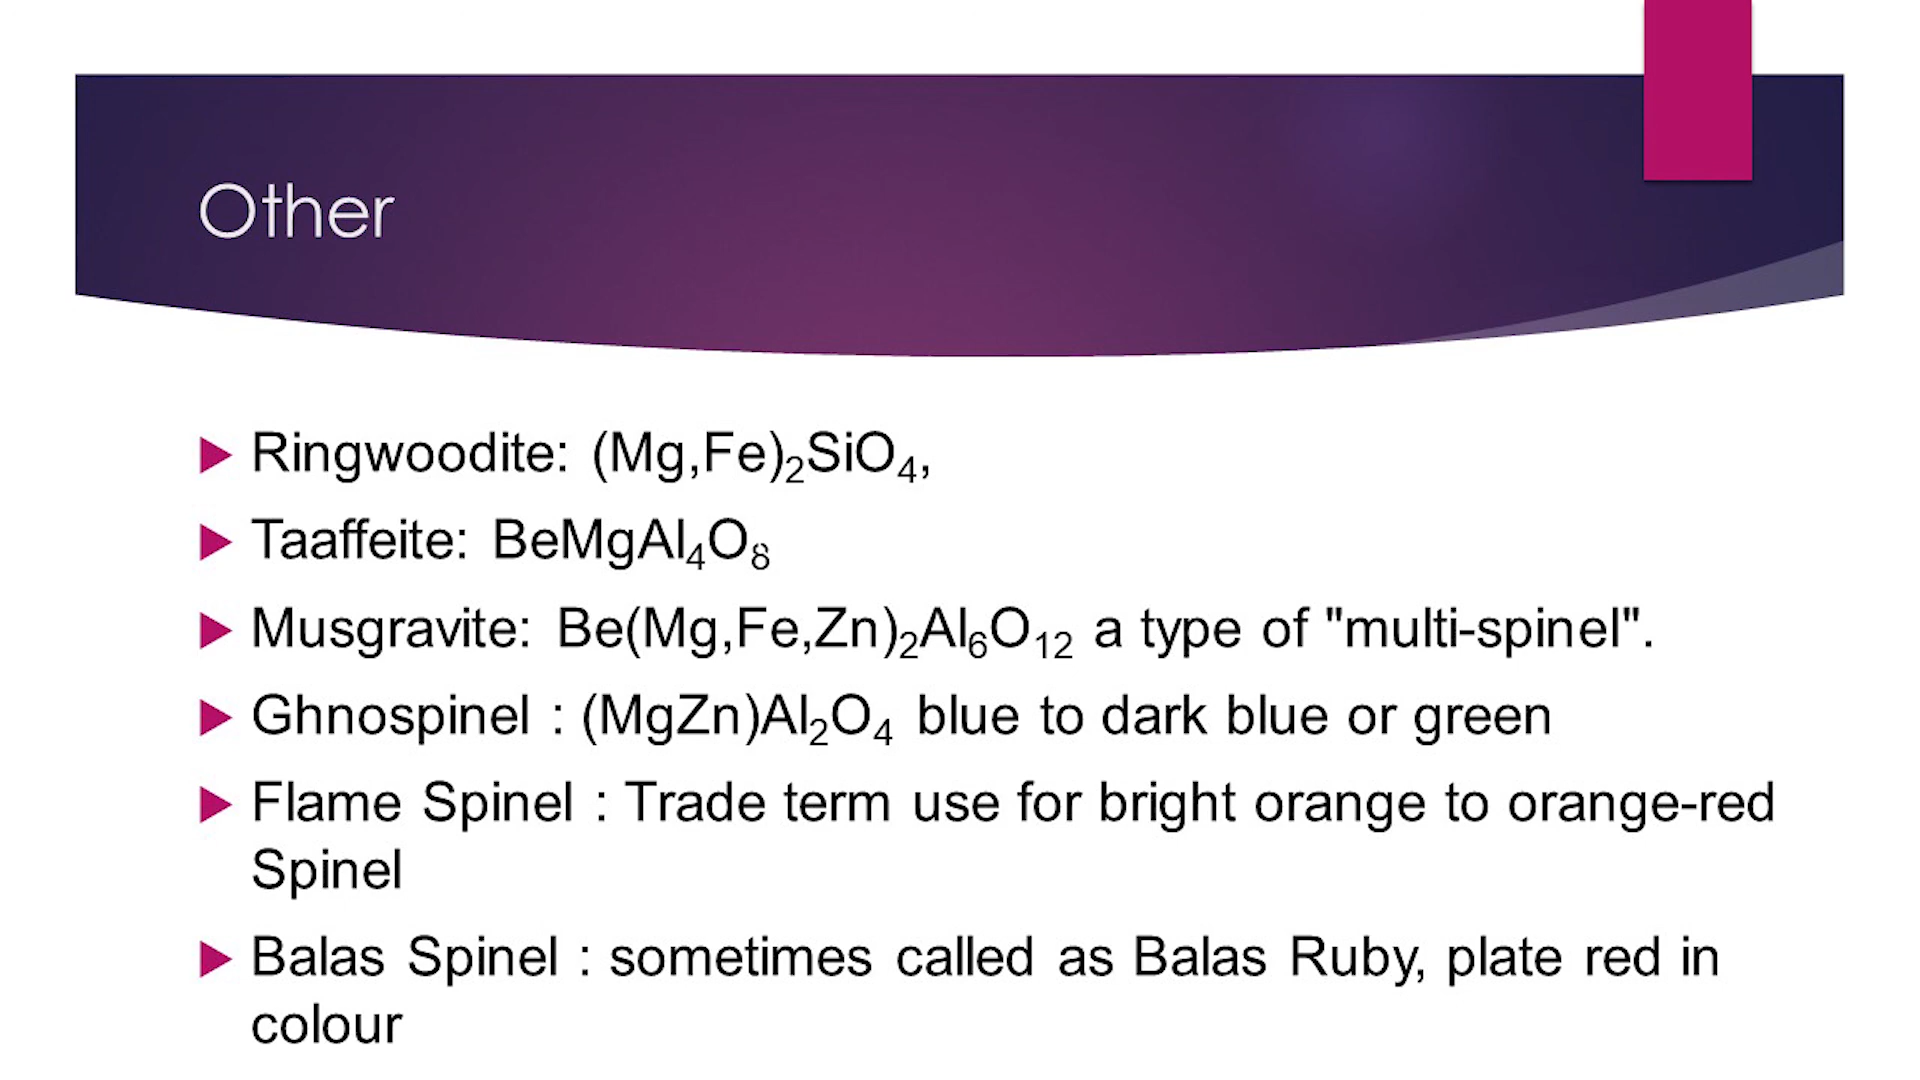 Other
Ringwoodite: (Mg,Fe)₂SiO₄,
Taaffeite: BeMgAl₄O₈
Musgravite: Be(Mg,Fe,Zn)₂Al₆O₁₂ a type of "multi-spinel".
Ghnospinel : (MgZn)Al₂O₄ blue to dark blue or green
Flame Spinel : Trade term use for bright orange to orange-red
Spinel
Balas Spinel : sometimes called as Balas Ruby, plate red in
colour